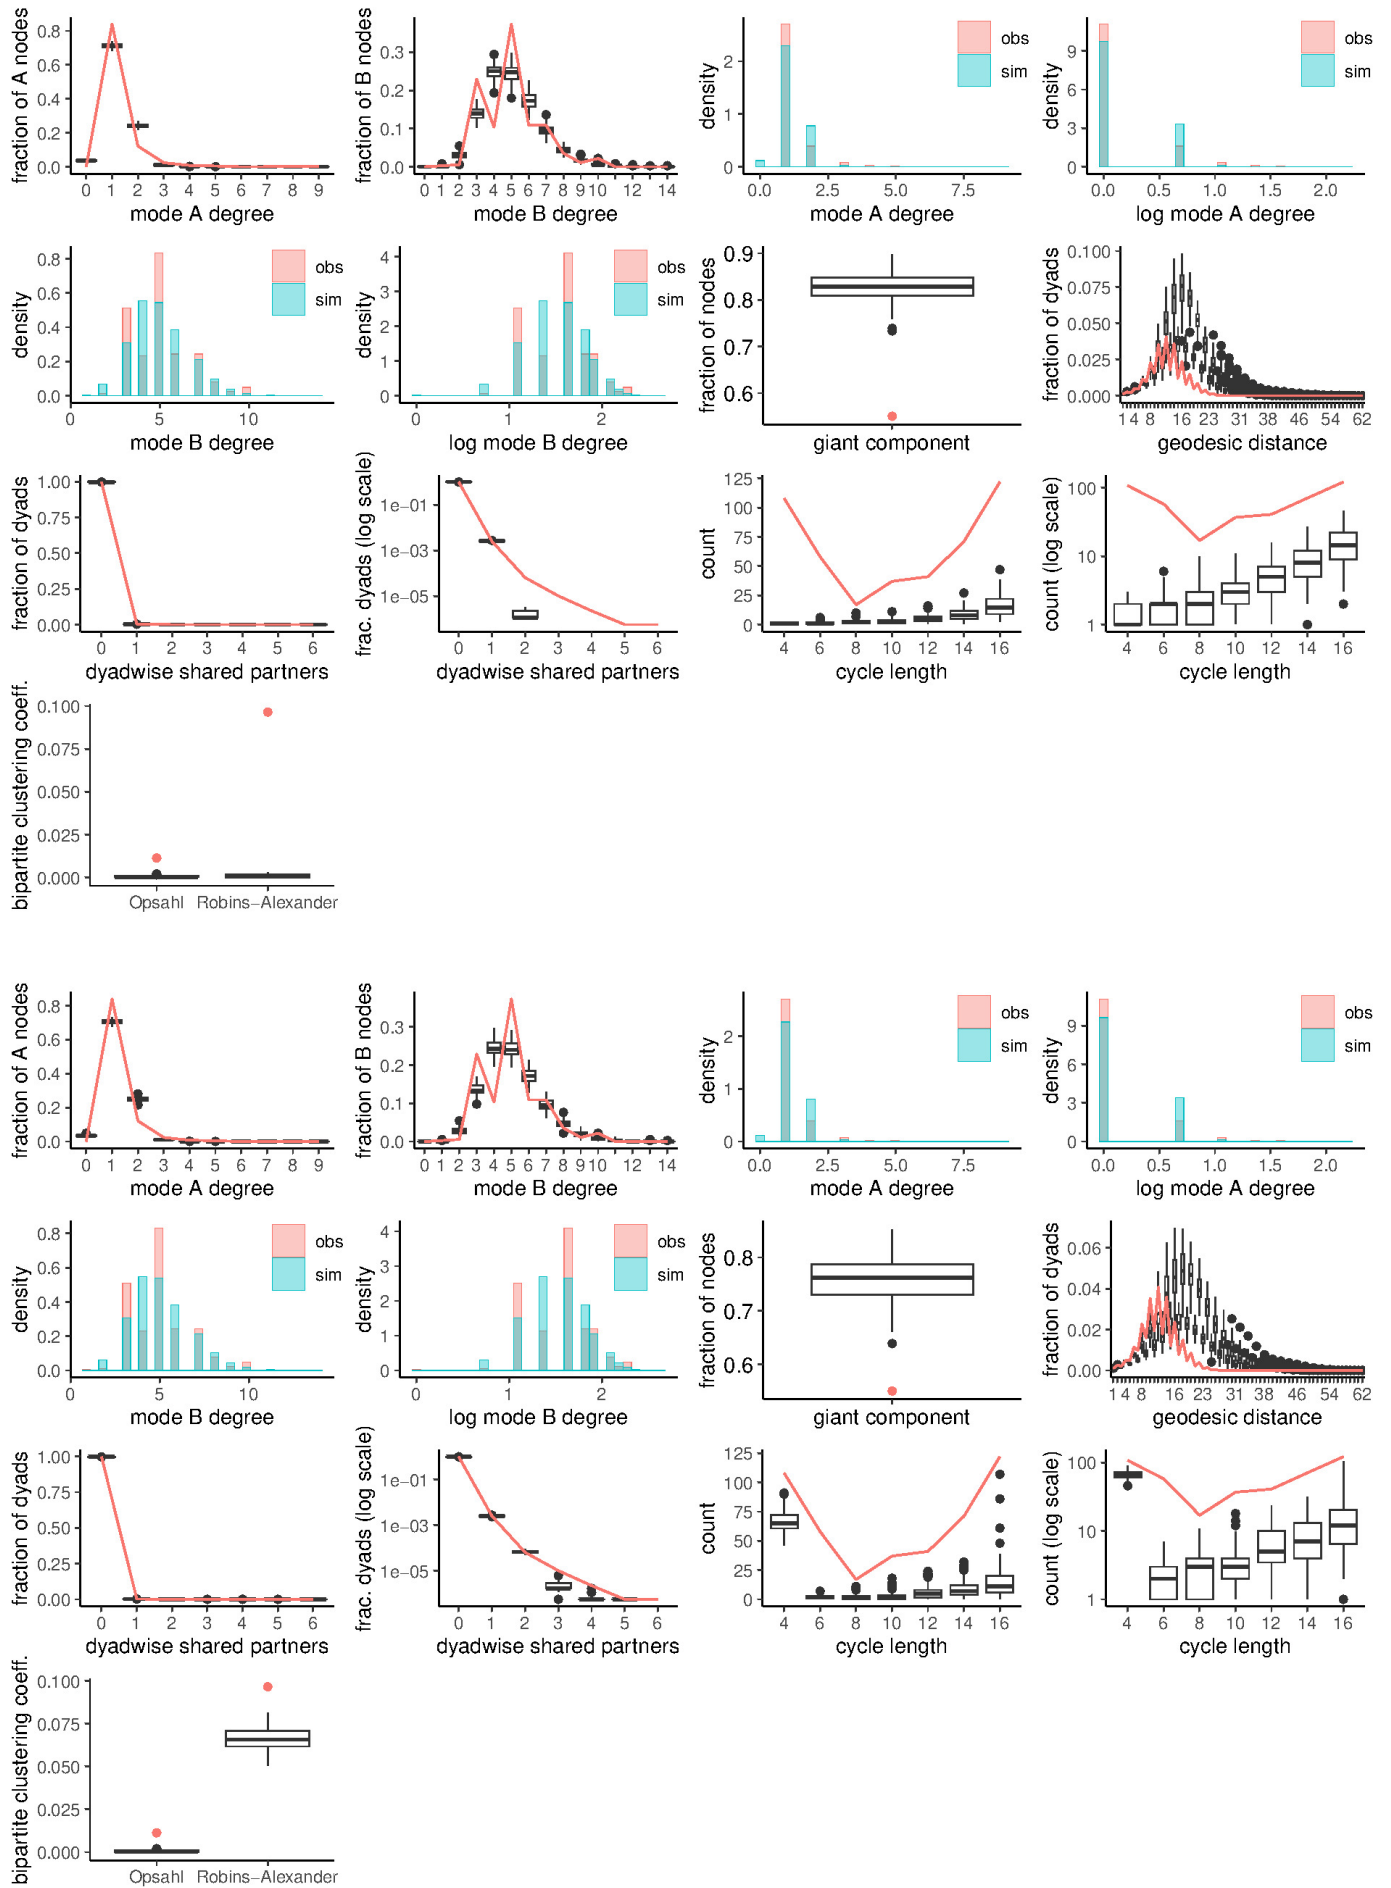 fraction of A nodes
0.8
0.6
0.4
0.2
0.0
0 1 2 3 4 5 6 7 8 9
mode A degree
fraction of B nodes
0.3
0.2
0.1
0.0
0 1 2 3 4 5 6 7 8 9 10 12 14
mode B degree
density
2
1
0
0.0 2.5 5.0 7.5
mode A degree
obs
sim
density
9
6
3
0
0.0 0.5 1.0 1.5 2.0
log mode A degree
obs
sim
density
0.8
0.6
0.4
0.2
0.0
0 5 10
mode B degree
obs
sim
density
4
3
2
1
0
0 1 2
log mode B degree
obs
sim
fraction of nodes
0.9
0.8
0.7
0.6
giant component
fraction of dyads
0.100
0.075
0.050
0.025
0.000
1 4 8 16 23 31 38 46 54 62
geodesic distance
fraction of dyads
1.00
0.75
0.50
0.25
0.00
0 1 2 3 4 5 6
dyadwise shared partners
frac. dyads (log scale)
1e−01
1e−03
1e−05
0 1 2 3 4 5 6
dyadwise shared partners
count
125
100
75
50
25
0
4 6 8 10 12 14 16
cycle length
count (log scale)
100
10
1
4 6 8 10 12 14 16
cycle length
bipartite clustering coeff.
0.100
0.075
0.050
0.025
0.000
Opsahl Robins−Alexander
fraction of A nodes
0.8
0.6
0.4
0.2
0.0
0 1 2 3 4 5 6 7 8 9
mode A degree
fraction of B nodes
0.3
0.2
0.1
0.0
0 1 2 3 4 5 6 7 8 9 10 12 14
mode B degree
density
2
1
0
0.0 2.5 5.0 7.5
mode A degree
obs
sim
density
9
6
3
0
0.0 0.5 1.0 1.5 2.0
log mode A degree
obs
sim
density
0.8
0.6
0.4
0.2
0.0
0 5 10
mode B degree
obs
sim
density
4
3
2
1
0
0 1 2
log mode B degree
obs
sim
fraction of nodes
0.8
0.7
0.6
giant component
fraction of dyads
0.06
0.04
0.02
0.00
1 4 8 16 23 31 38 46 54 62
geodesic distance
fraction of dyads
1.00
0.75
0.50
0.25
0.00
0 1 2 3 4 5 6
dyadwise shared partners
frac. dyads (log scale)
1e−01
1e−03
1e−05
0 1 2 3 4 5 6
dyadwise shared partners
count
125
100
75
50
25
0
4 6 8 10 12 14 16
cycle length
count (log scale)
100
10
1
4 6 8 10 12 14 16
cycle length
bipartite clustering coeff.
0.100
0.075
0.050
0.025
0.000
Opsahl Robins−Alexander